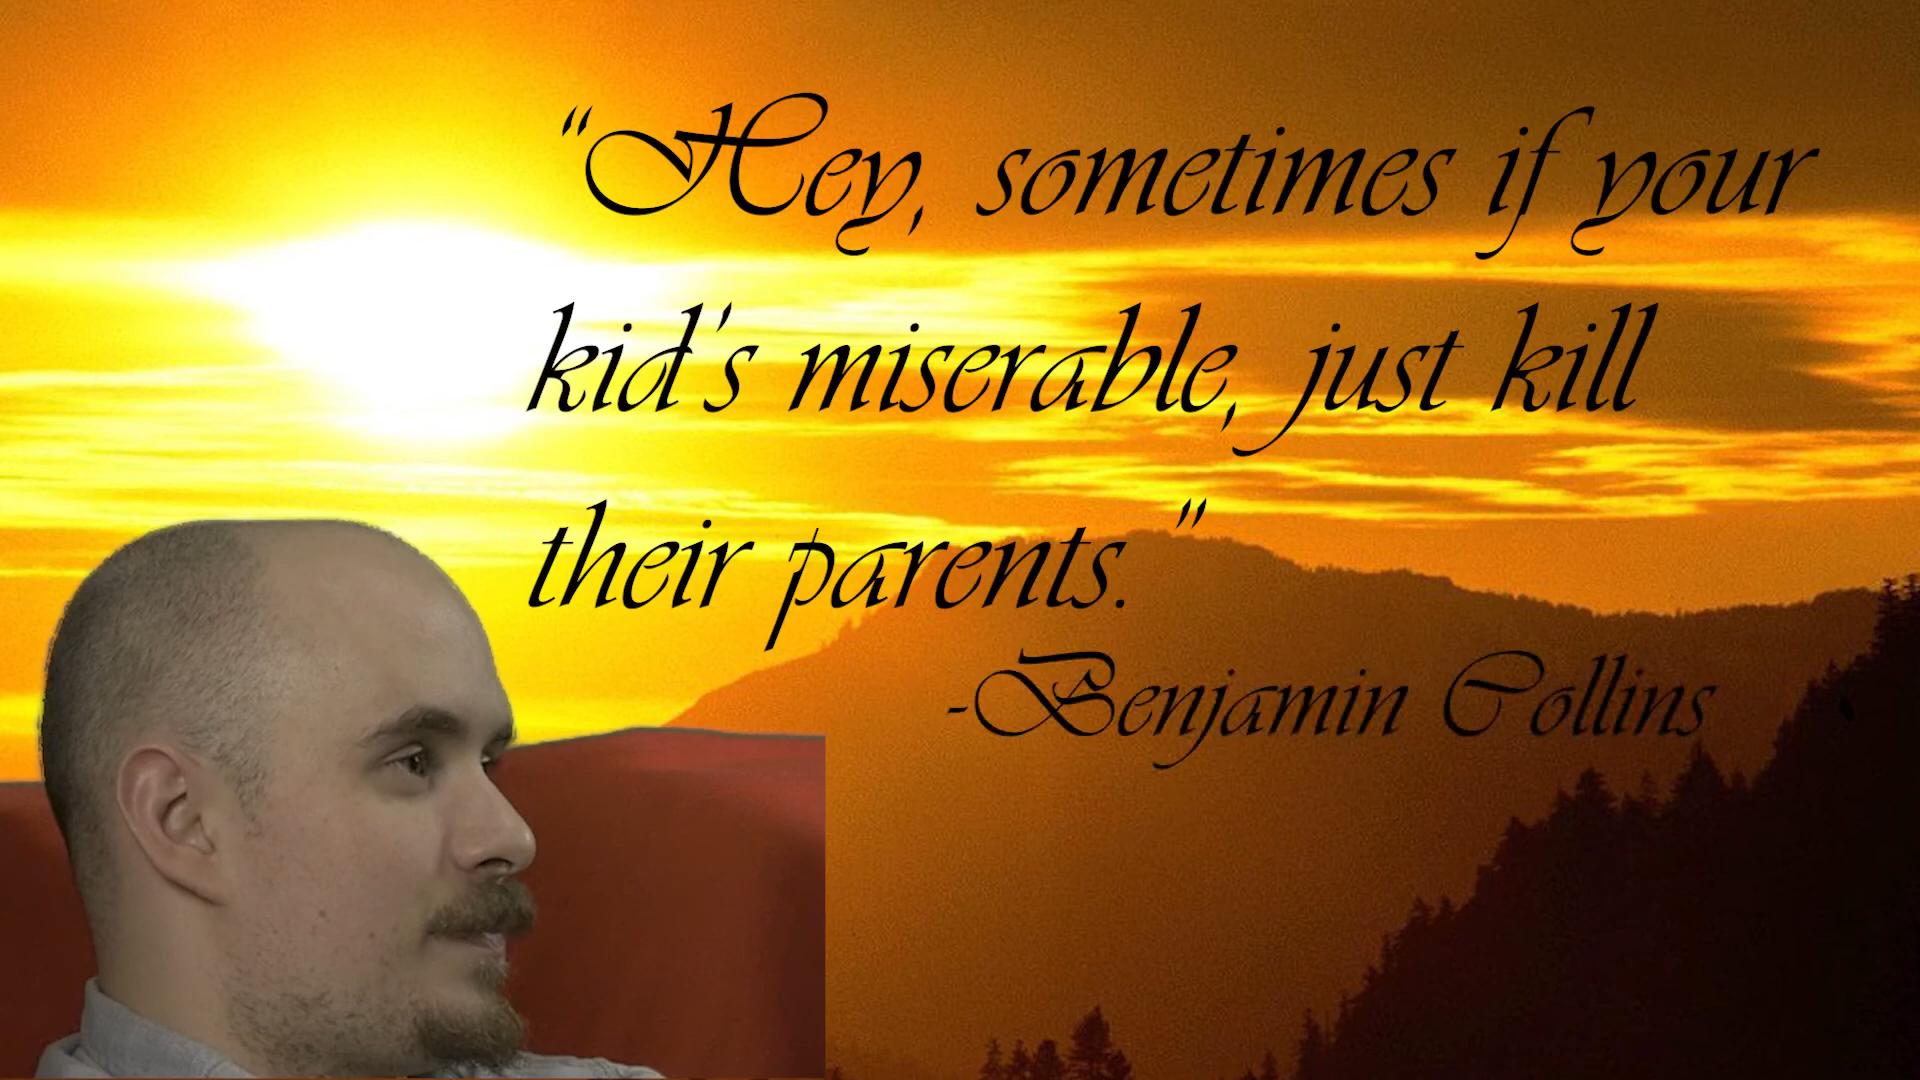 "Hey, sometimes if your
kid's miserable, just kill
their parents."
-Benjamin Collins